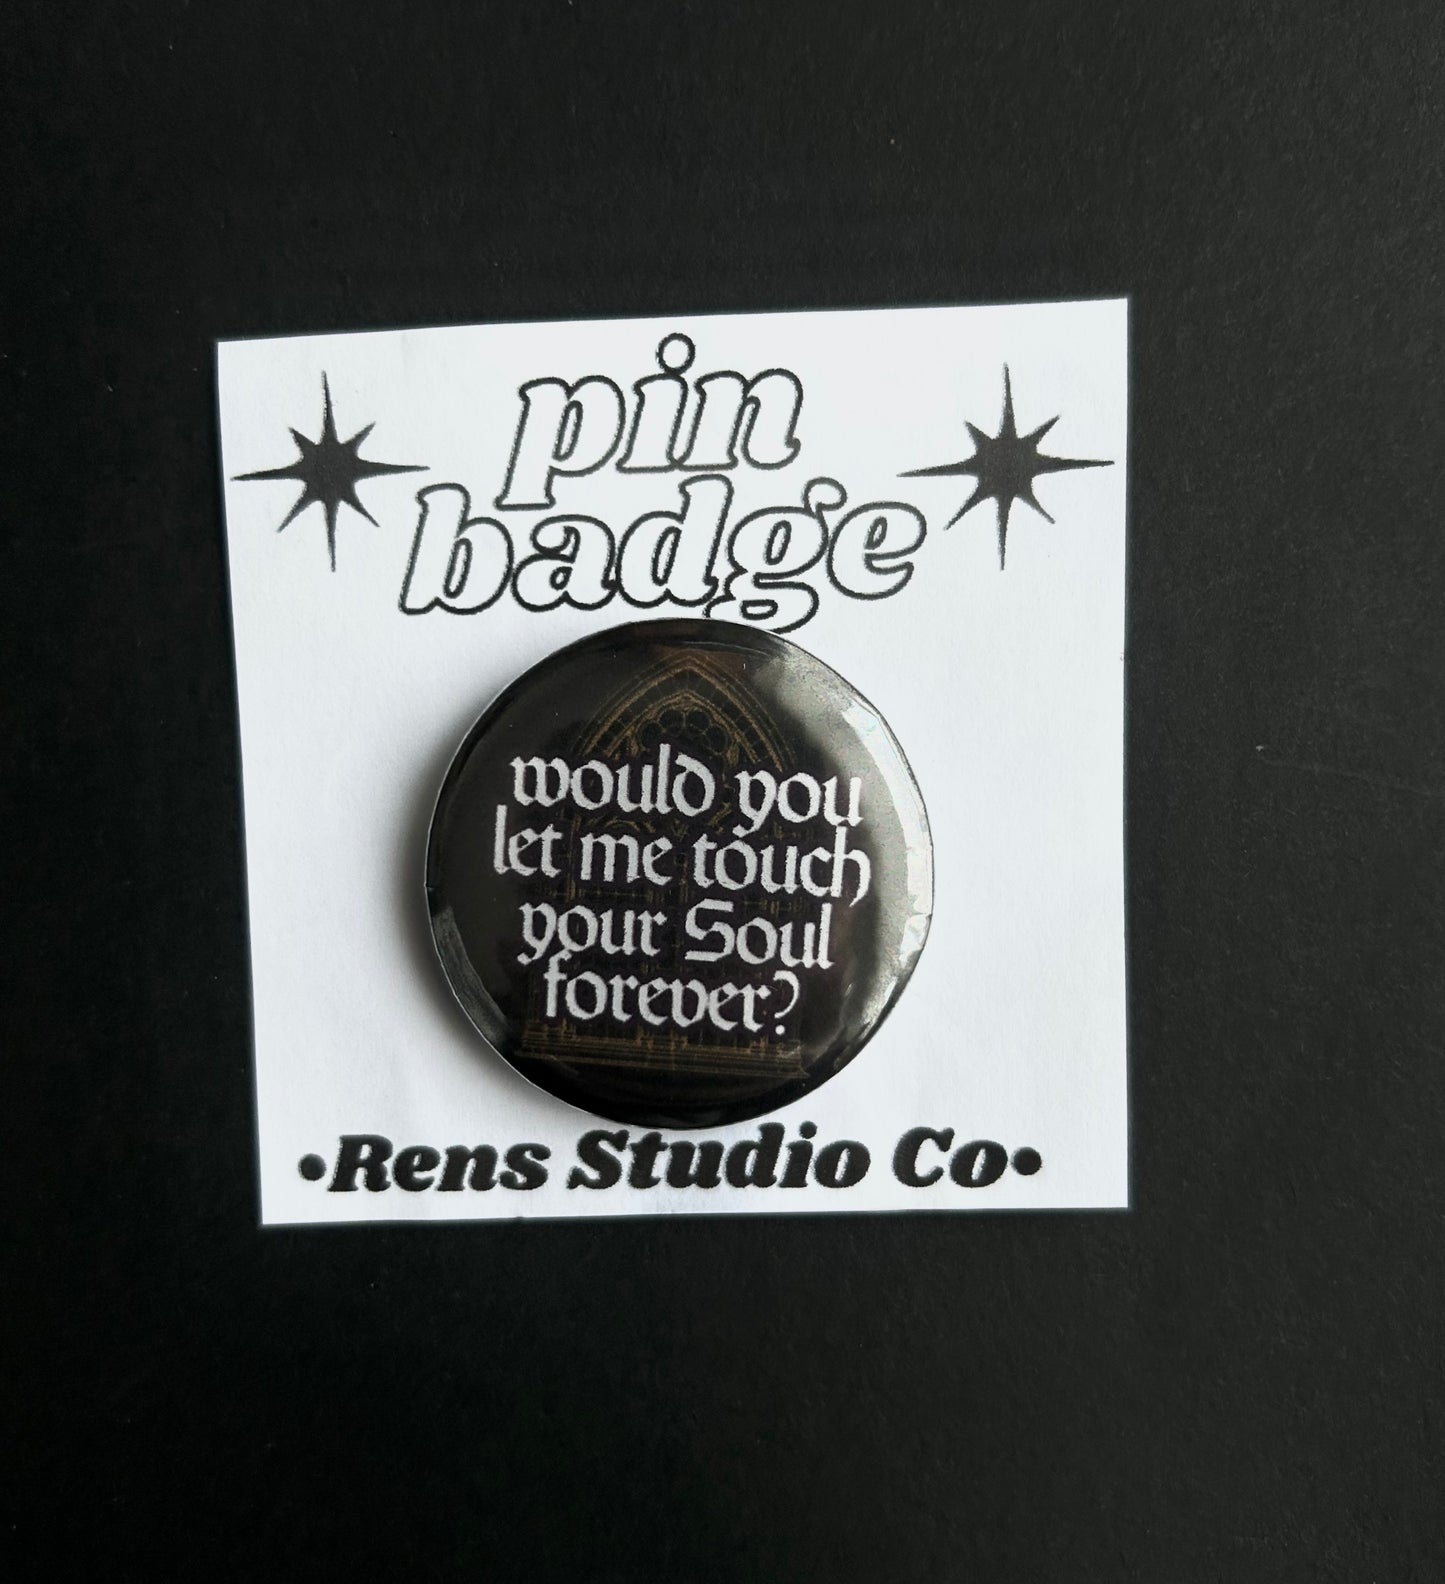 pin
badge
would you
let me touch
your Soul
forever?
•Rens Studio Co•